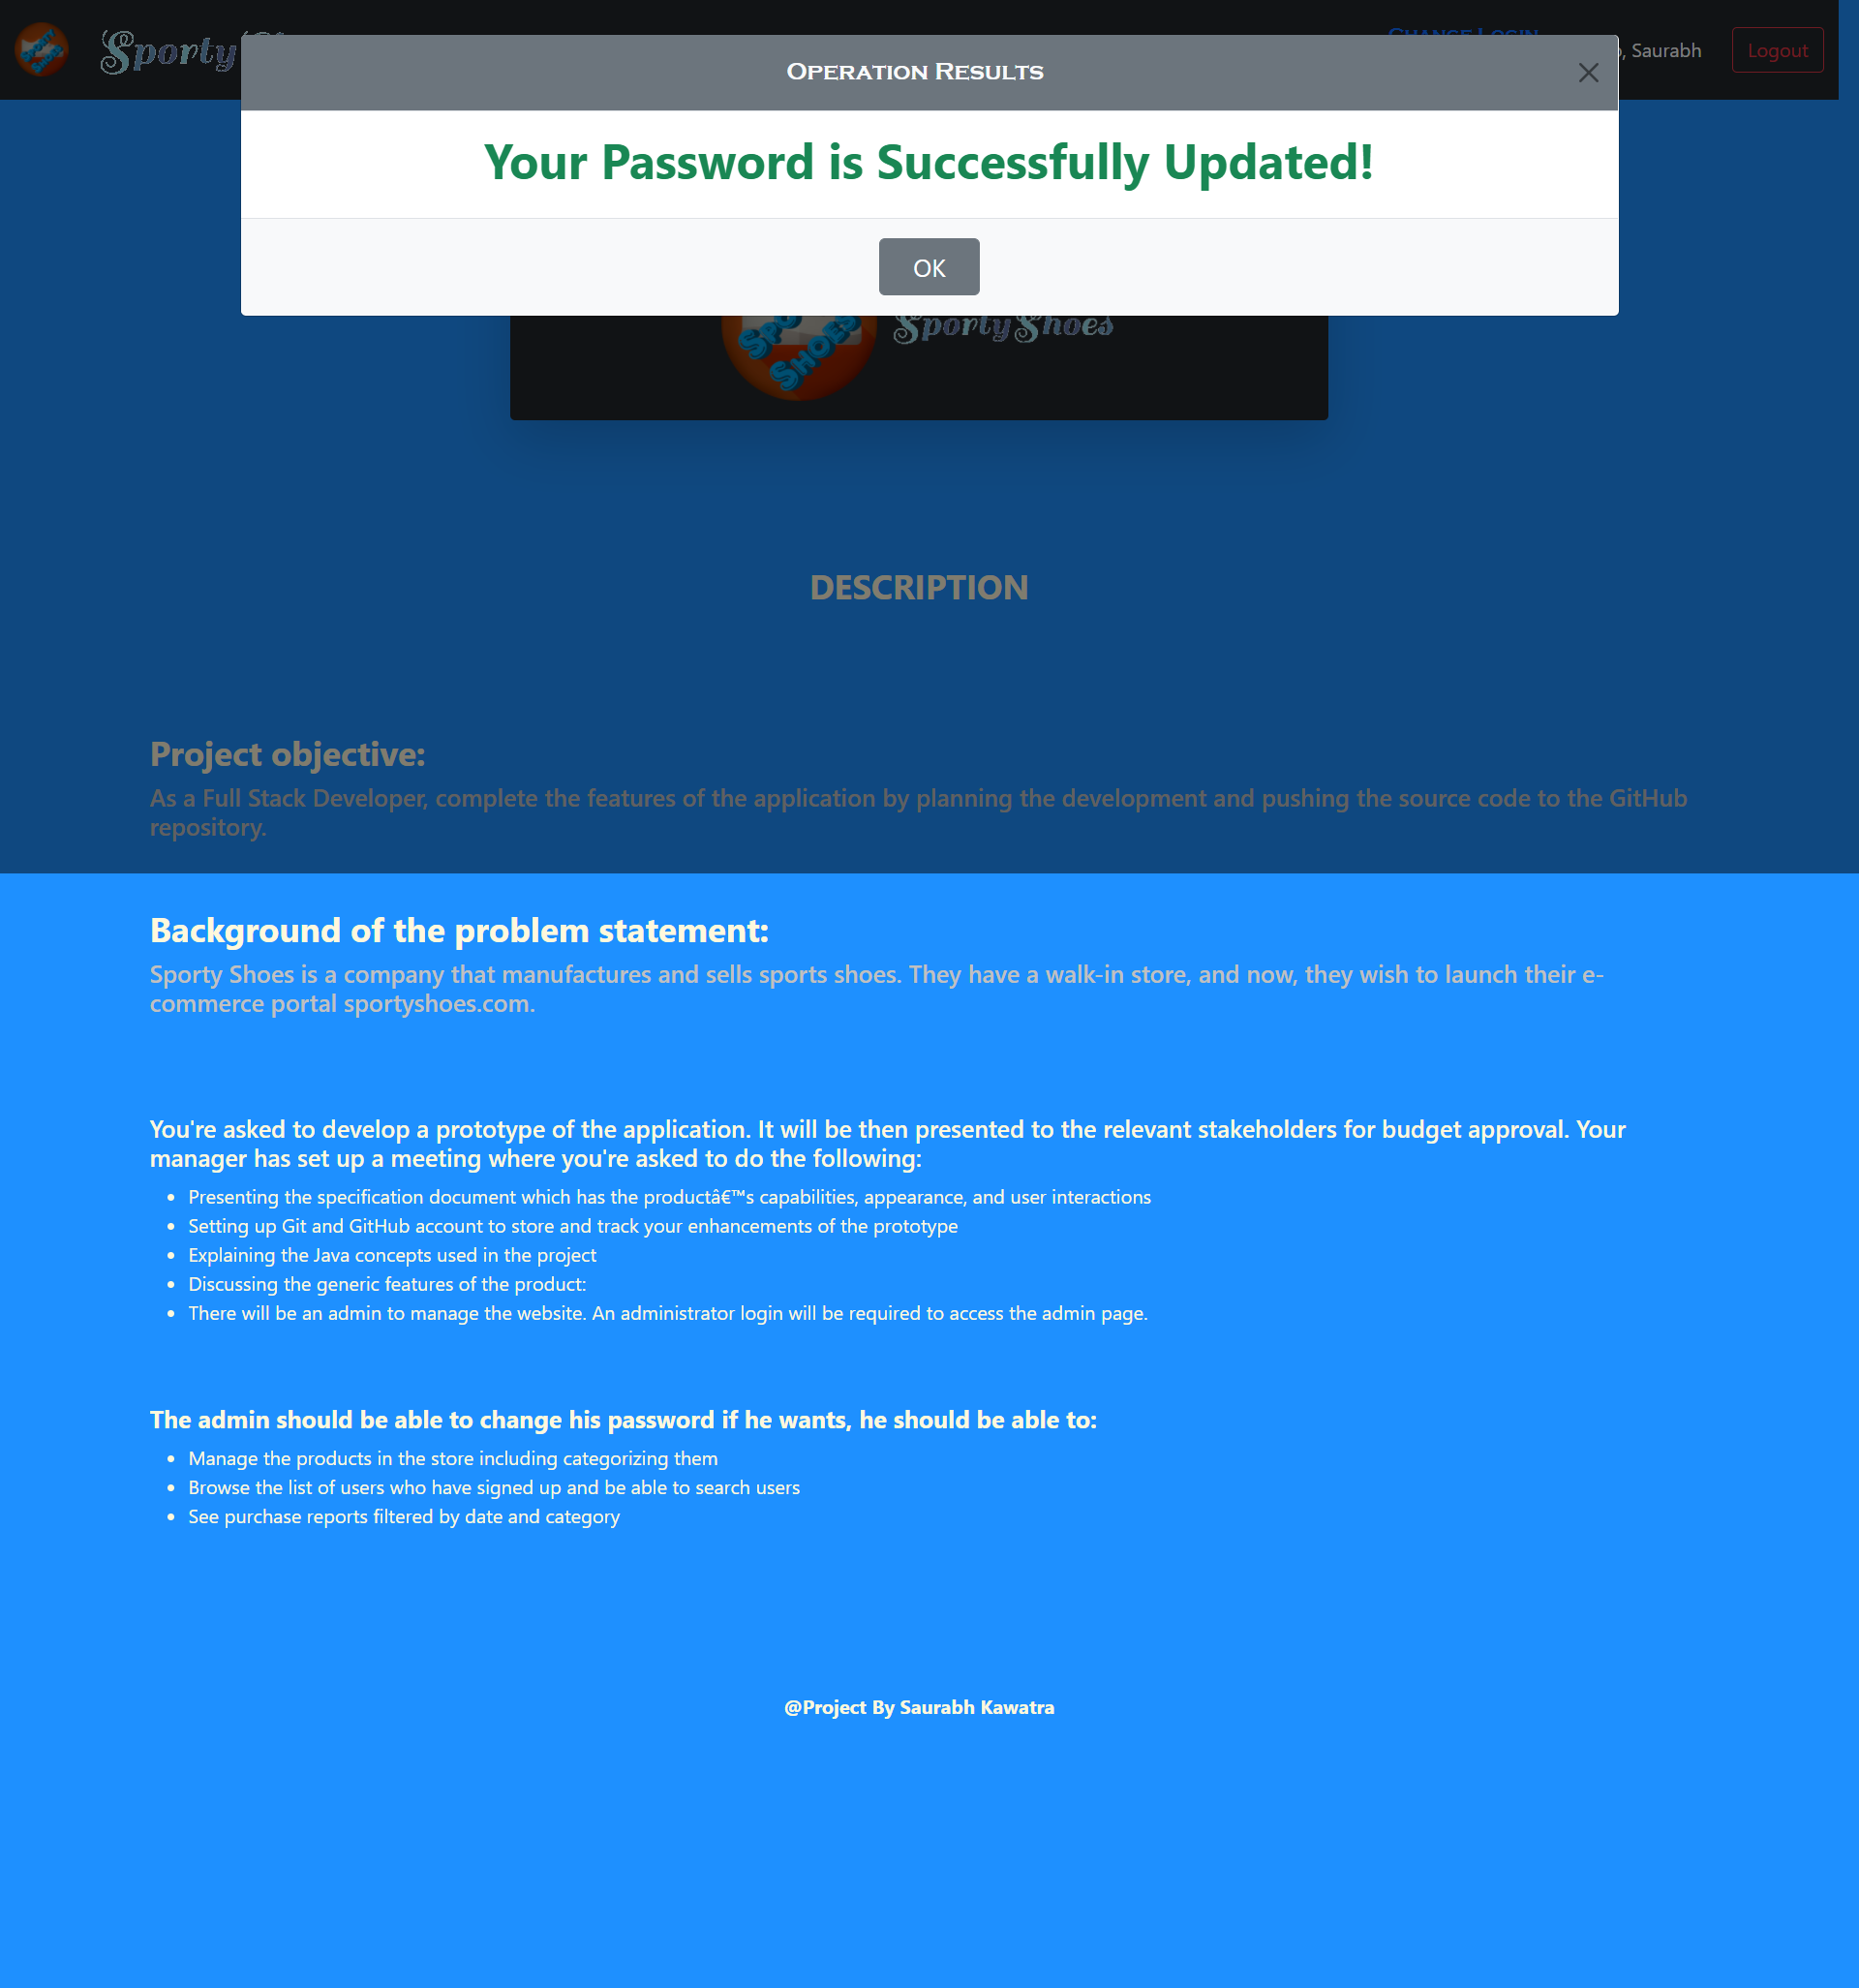 SPORTY SHOES
Sporty
CHANGE LOGIN
, Saurabh
Logout
OPERATION RESULTS
Your Password is Successfully Updated!
OK
SHOES
SportyShoes
DESCRIPTION
Project objective:
As a Full Stack Developer, complete the features of the application by planning the development and pushing the source code to the GitHub
repository.
Background of the problem statement:
Sporty Shoes is a company that manufactures and sells sports shoes. They have a walk-in store, and now, they wish to launch their e-
commerce portal sportyshoes.com.
You're asked to develop a prototype of the application. It will be then presented to the relevant stakeholders for budget approval. Your
manager has set up a meeting where you're asked to do the following:
• Presenting the specification document which has the productâ€™s capabilities, appearance, and user interactions
• Setting up Git and GitHub account to store and track your enhancements of the prototype
• Explaining the Java concepts used in the project
• Discussing the generic features of the product:
• There will be an admin to manage the website. An administrator login will be required to access the admin page.
The admin should be able to change his password if he wants, he should be able to:
• Manage the products in the store including categorizing them
• Browse the list of users who have signed up and be able to search users
• See purchase reports filtered by date and category
@Project By Saurabh Kawatra